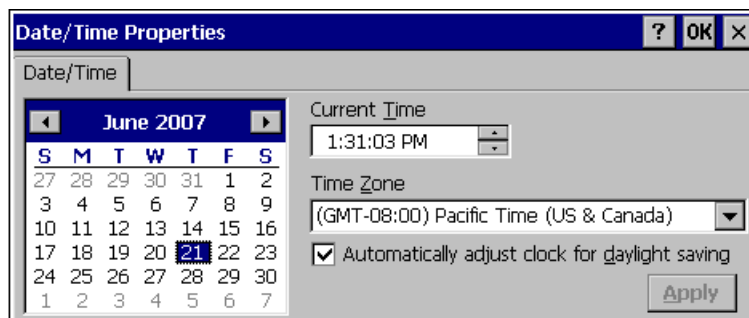 Date/Time Properties ? OK ×
Date/Time
June 2007
S M T W T F S
27 28 29 30 31 1 2
3 4 5 6 7 8 9
10 11 12 13 14 15 16
17 18 19 20 21 22 23
24 25 26 27 28 29 30
1 2 3 4 5 6 7
Current Time
1:31:03 PM
Time Zone
(GMT-08:00) Pacific Time (US & Canada)
Automatically adjust clock for daylight saving
Apply